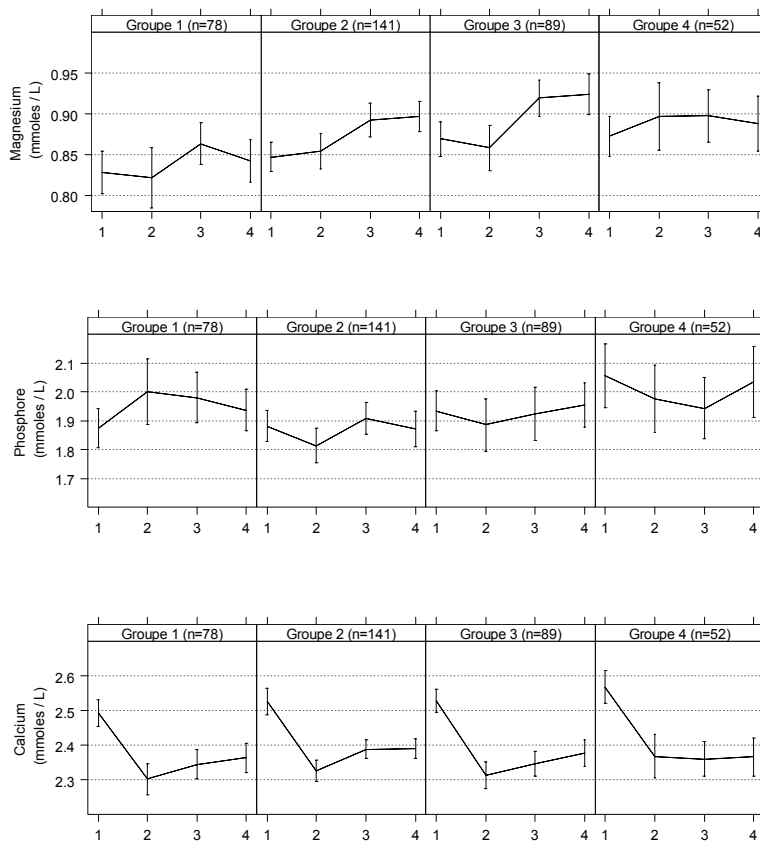 Groupe 1 (n=78) Groupe 2 (n=141) Groupe 3 (n=89) Groupe 4 (n=52)
Magnesium
(mmoles / L)
0.95
0.90
0.85
0.80
1 2 3 4 1 2 3 4 1 2 3 4 1 2 3 4
Groupe 1 (n=78) Groupe 2 (n=141) Groupe 3 (n=89) Groupe 4 (n=52)
Phosphore
(mmoles / L)
2.1
2.0
1.9
1.8
1.7
1 2 3 4 1 2 3 4 1 2 3 4 1 2 3 4
Groupe 1 (n=78) Groupe 2 (n=141) Groupe 3 (n=89) Groupe 4 (n=52)
Calcium
(mmoles / L)
2.6
2.5
2.4
2.3
1 2 3 4 1 2 3 4 1 2 3 4 1 2 3 4